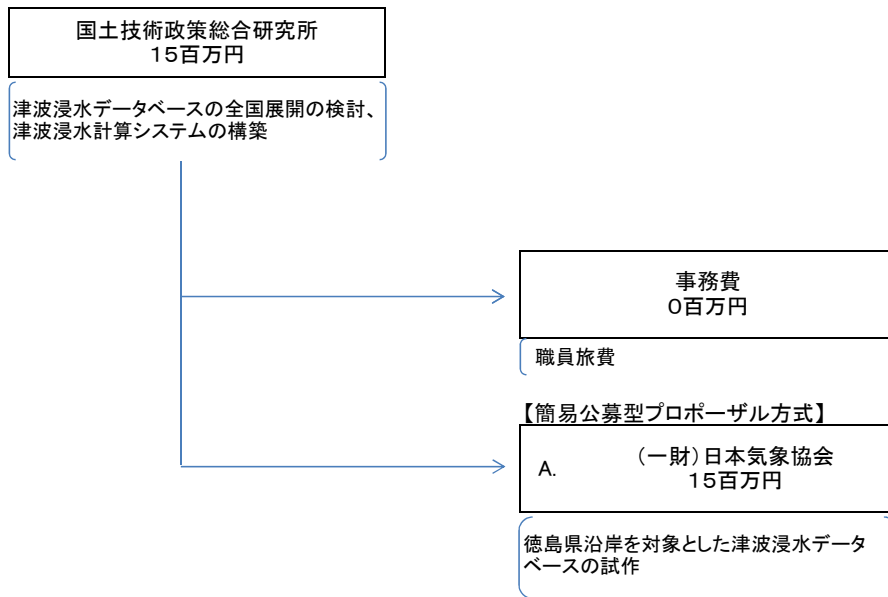 国土技術政策総合研究所
１５百万円
津波浸水データベースの全国展開の検討、
津波浸水計算システムの構築
事務費
０百万円
職員旅費
【簡易公募型プロポーザル方式】
A. （一財）日本気象協会
１５百万円
徳島県沿岸を対象とした津波浸水データ
ベースの試作